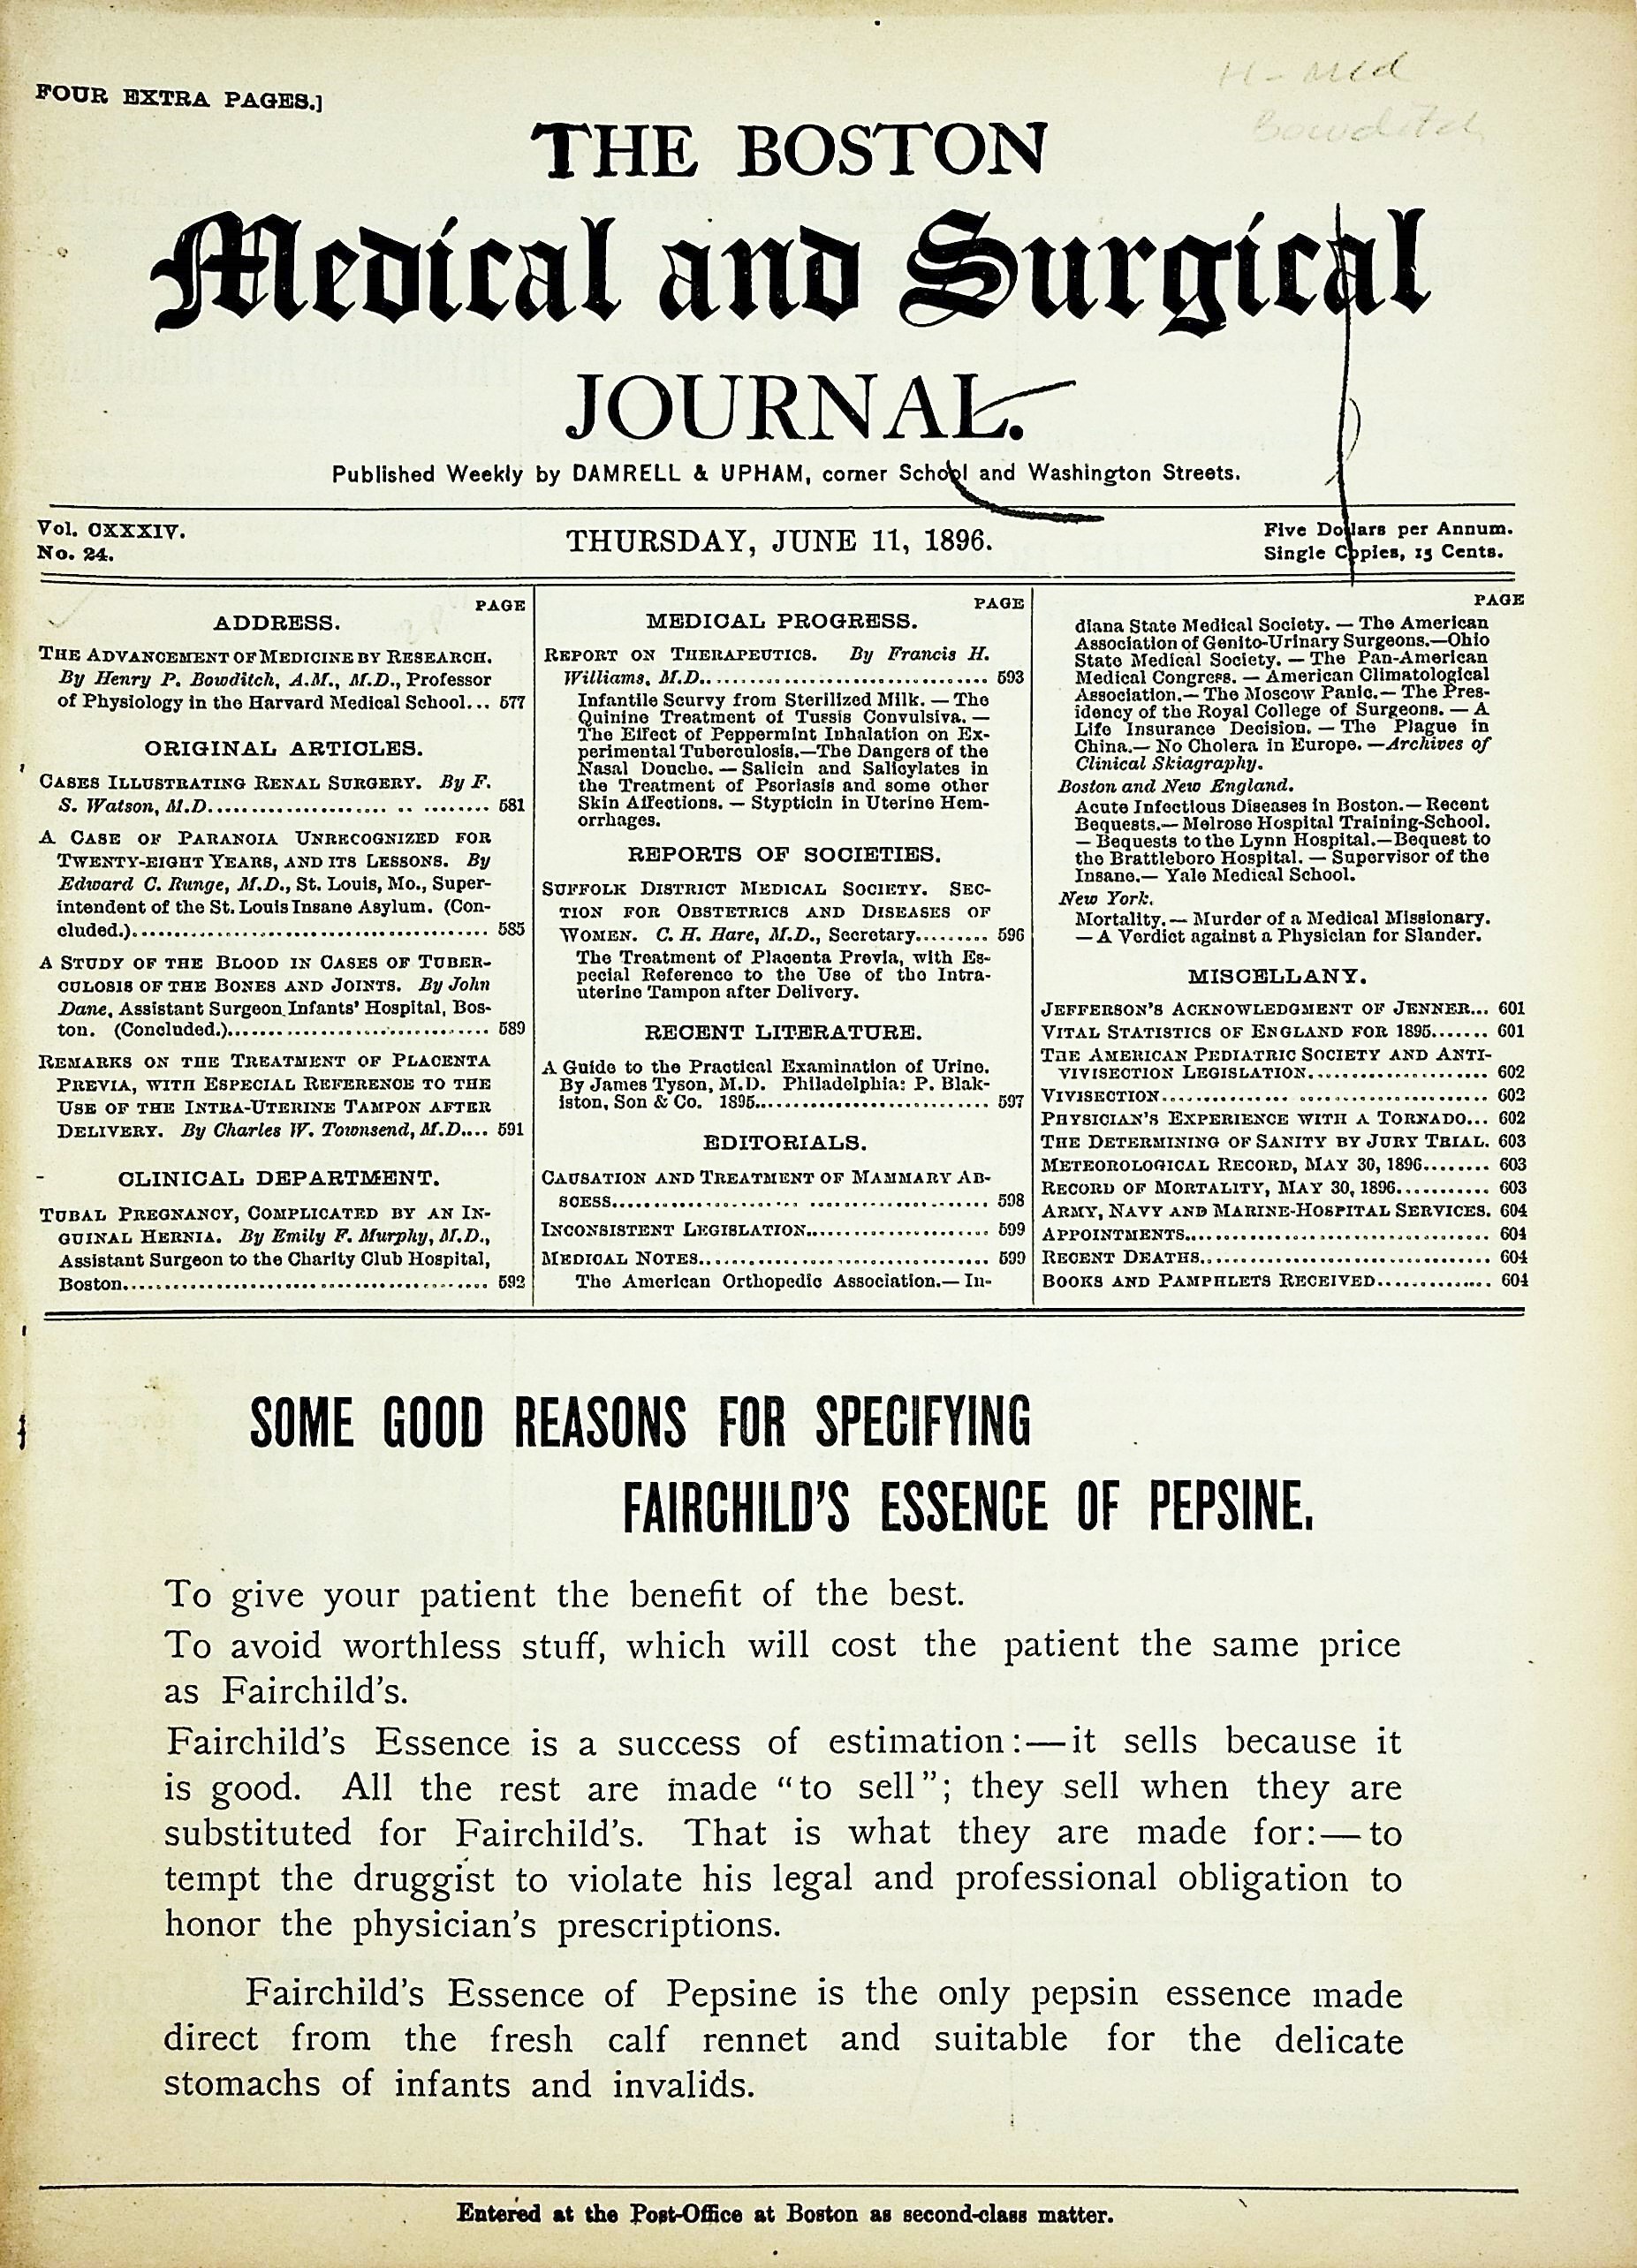 FOUR EXTRA PAGES.]
H - Med
Bowditch
THE BOSTON
Medical and Surgical
JOURNAL.
Published Weekly by DAMRELL & UPHAM, corner School and Washington Streets.
Vol. CXXXIV.
No. 24.
THURSDAY, JUNE 11, 1896.
Five Dollars per Annum.
Single Copies, 15 Cents.
PAGE
ADDRESS.
THE ADVANCEMENT OF MEDICINE BY RESEARCH.
By Henry P. Bowditch, A.M., M.D., Professor
of Physiology in the Harvard Medical School... 577
ORIGINAL ARTICLES.
CASES ILLUSTRATING RENAL SURGERY. By F.
S. Watson, M.D. 581
A CASE OF PARANOIA UNRECOGNIZED FOR
TWENTY-EIGHT YEARS, AND ITS LESSONS. By
Edward C. Runge, M.D., St. Louis, Mo., Super-
intendent of the St. Louis Insane Asylum. (Con-
cluded.) 585
A STUDY OF THE BLOOD IN CASES OF TUBER-
CULOSIS OF THE BONES AND JOINTS. By John
Dane, Assistant Surgeon Infants' Hospital, Bos-
ton. (Concluded.) 589
REMARKS ON THE TREATMENT OF PLACENTA
PREVIA, WITH ESPECIAL REFERENCE TO THE
USE OF THE INTRA-UTERINE TAMPON AFTER
DELIVERY. By Charles W. Townsend, M.D.... 591
CLINICAL DEPARTMENT.
TUBAL PREGNANCY, COMPLICATED BY AN IN-
GUINAL HERNIA. By Emily F. Murphy, M.D.,
Assistant Surgeon to the Charity Club Hospital,
Boston 592
PAGE
MEDICAL PROGRESS.
REPORT ON THERAPEUTICS. By Francis H.
Williams, M.D. 593
Infantile Scurvy from Sterilized Milk. — The
Quinine Treatment of Tussis Convulsiva. —
The Effect of Peppermint Inhalation on Ex-
perimental Tuberculosis.—The Dangers of the
Nasal Douche. — Salicin and Salicylates in
the Treatment of Psoriasis and some other
Skin Affections. — Stypticin in Uterine Hem-
orrhages.
REPORTS OF SOCIETIES.
SUFFOLK DISTRICT MEDICAL SOCIETY. SEC-
TION FOR OBSTETRICS AND DISEASES OF
WOMEN. C. H. Hare, M.D., Secretary 596
The Treatment of Placenta Previa, with Es-
pecial Reference to the Use of the Intra-
uterine Tampon after Delivery.
RECENT LITERATURE.
A Guide to the Practical Examination of Urine.
By James Tyson, M.D. Philadelphia: P. Blak-
iston, Son & Co. 1895 597
EDITORIALS.
CAUSATION AND TREATMENT OF MAMMARY AB-
SCESS 598
INCONSISTENT LEGISLATION 599
MEDICAL NOTES 599
The American Orthopedic Association.— In-
PAGE
diana State Medical Society. — The American
Association of Genito-Urinary Surgeons.—Ohio
State Medical Society. — The Pan-American
Medical Congress. — American Climatological
Association.— The Moscow Panic.— The Pres-
idency of the Royal College of Surgeons. — A
Life Insurance Decision. — The Plague in
China.— No Cholera in Europe. —Archives of
Clinical Skiagraphy.
Boston and New England.
Acute Infectious Diseases in Boston.— Recent
Bequests.— Melrose Hospital Training-School.
— Bequests to the Lynn Hospital.—Bequest to
the Brattleboro Hospital. — Supervisor of the
Insane.— Yale Medical School.
New York.
Mortality.— Murder of a Medical Missionary.
— A Verdict against a Physician for Slander.
MISCELLANY.
JEFFERSON'S ACKNOWLEDGMENT OF JENNER... 601
VITAL STATISTICS OF ENGLAND FOR 1895 601
THE AMERICAN PEDIATRIC SOCIETY AND ANTI-
VIVISECTION LEGISLATION 602
VIVISECTION 602
PHYSICIAN'S EXPERIENCE WITH A TORNADO... 602
THE DETERMINING OF SANITY BY JURY TRIAL. 603
METEOROLOGICAL RECORD, MAY 30, 1896 603
RECORD OF MORTALITY, MAY 30, 1896 603
ARMY, NAVY AND MARINE-HOSPITAL SERVICES. 604
APPOINTMENTS 604
RECENT DEATHS 604
BOOKS AND PAMPHLETS RECEIVED 604
SOME GOOD REASONS FOR SPECIFYING
FAIRCHILD'S ESSENCE OF PEPSINE.
To give your patient the benefit of the best.
To avoid worthless stuff, which will cost the patient the same price
as Fairchild's.
Fairchild's Essence is a success of estimation:—it sells because it
is good. All the rest are made "to sell"; they sell when they are
substituted for Fairchild's. That is what they are made for:—to
tempt the druggist to violate his legal and professional obligation to
honor the physician's prescriptions.
Fairchild's Essence of Pepsine is the only pepsin essence made
direct from the fresh calf rennet and suitable for the delicate
stomachs of infants and invalids.
Entered at the Post-Office at Boston as second-class matter.